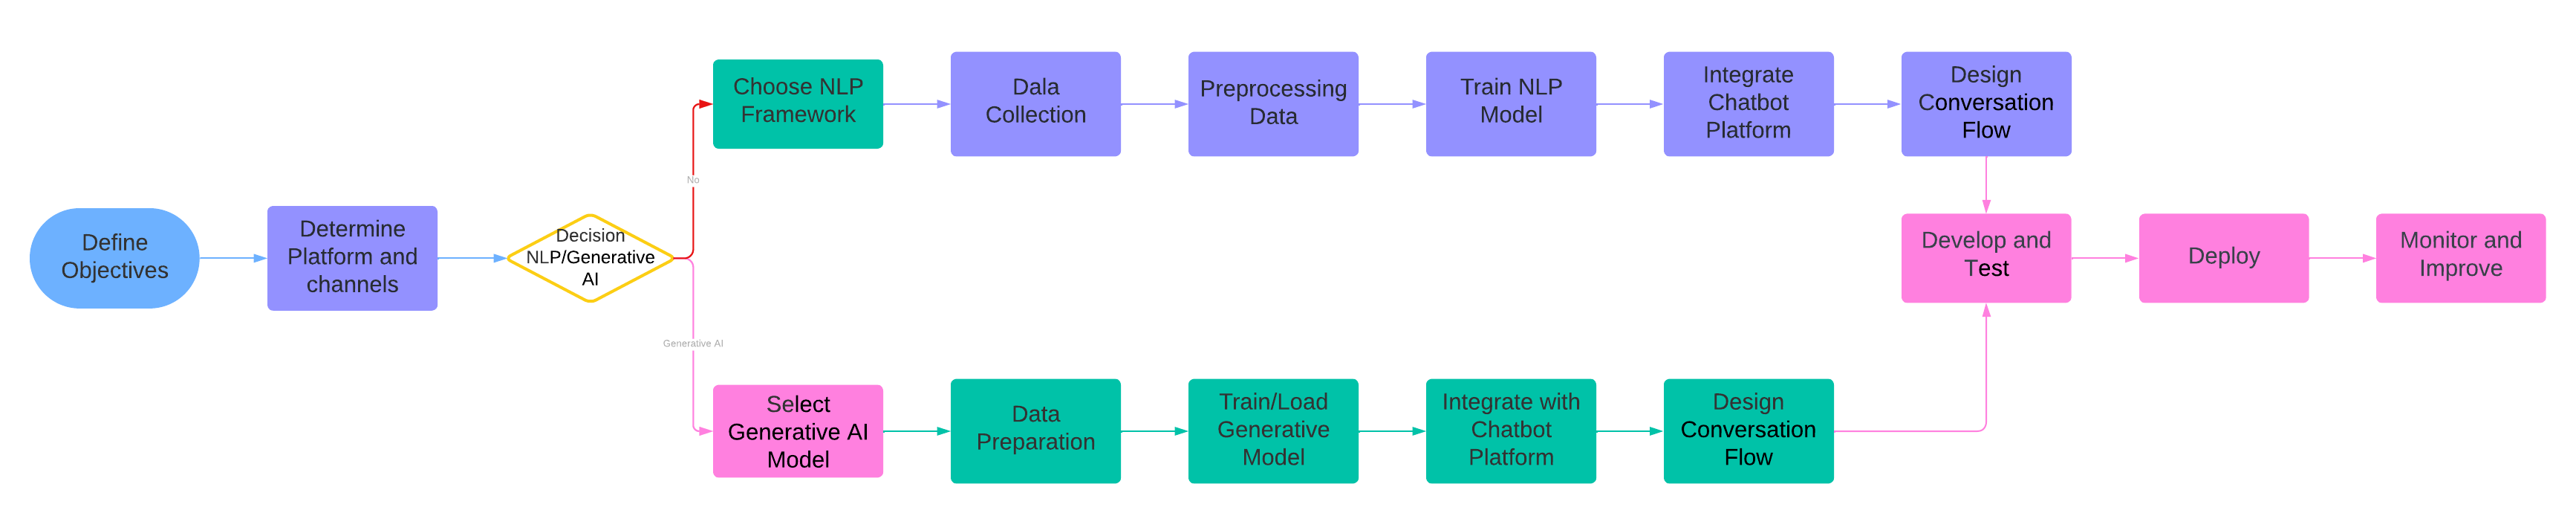 Define
Objectives
Determine
Platform and
channels
Decision
NLP/Generative
AI
No
Generative AI
Choose NLP
Framework
Dala
Collection
Preprocessing
Data
Train NLP
Model
Integrate
Chatbot
Platform
Design
Conversation
Flow
Select
Generative AI
Model
Data
Preparation
Train/Load
Generative
Model
Integrate with
Chatbot
Platform
Design
Conversation
Flow
Develop and
Test
Deploy
Monitor and
Improve